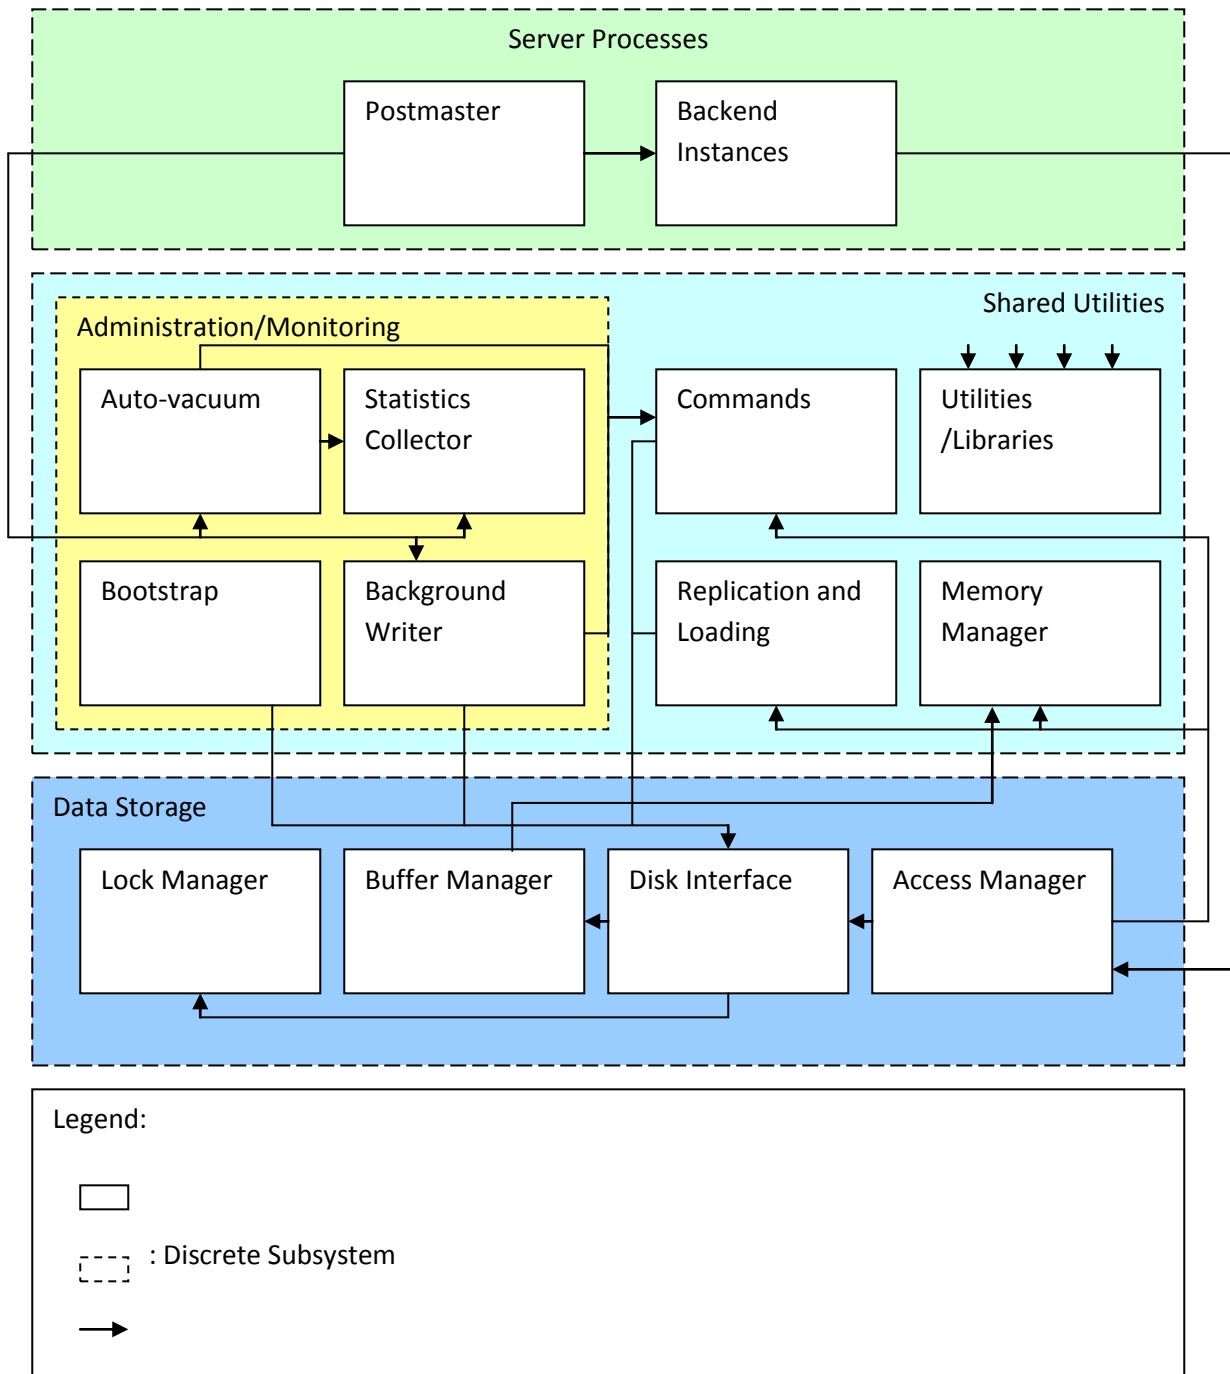 Server Processes
Postmaster
Backend
Instances
Shared Utilities
Administration/Monitoring
Auto-vacuum
Statistics
Collector
Commands
Utilities
/Libraries
Bootstrap
Background
Writer
Replication and
Loading
Memory
Manager
Data Storage
Lock Manager
Buffer Manager
Disk Interface
Access Manager
Legend:
: Discrete Subsystem